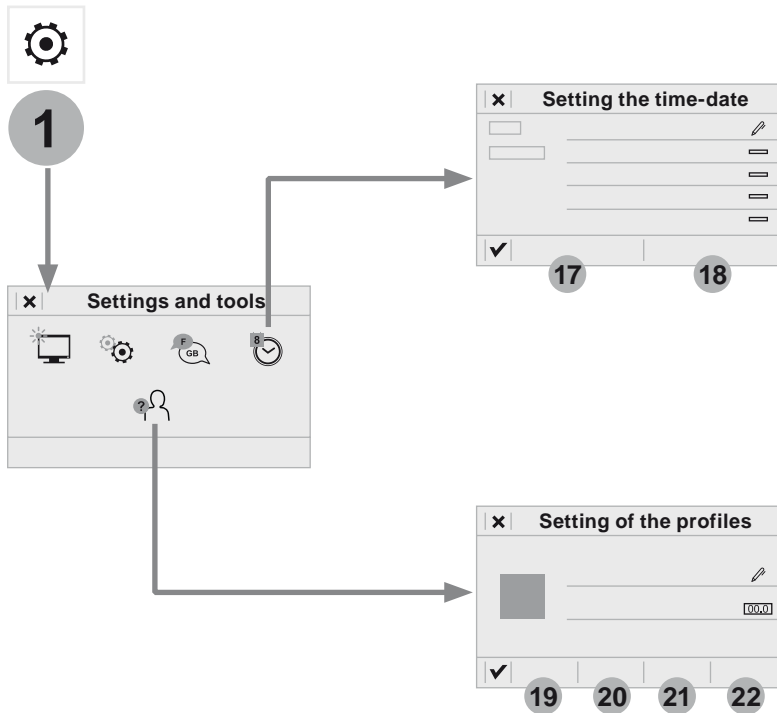 1
Setting the time-date
17
18
Settings and tools
F
GB
8
?
Setting of the profiles
00.0
19
20
21
22